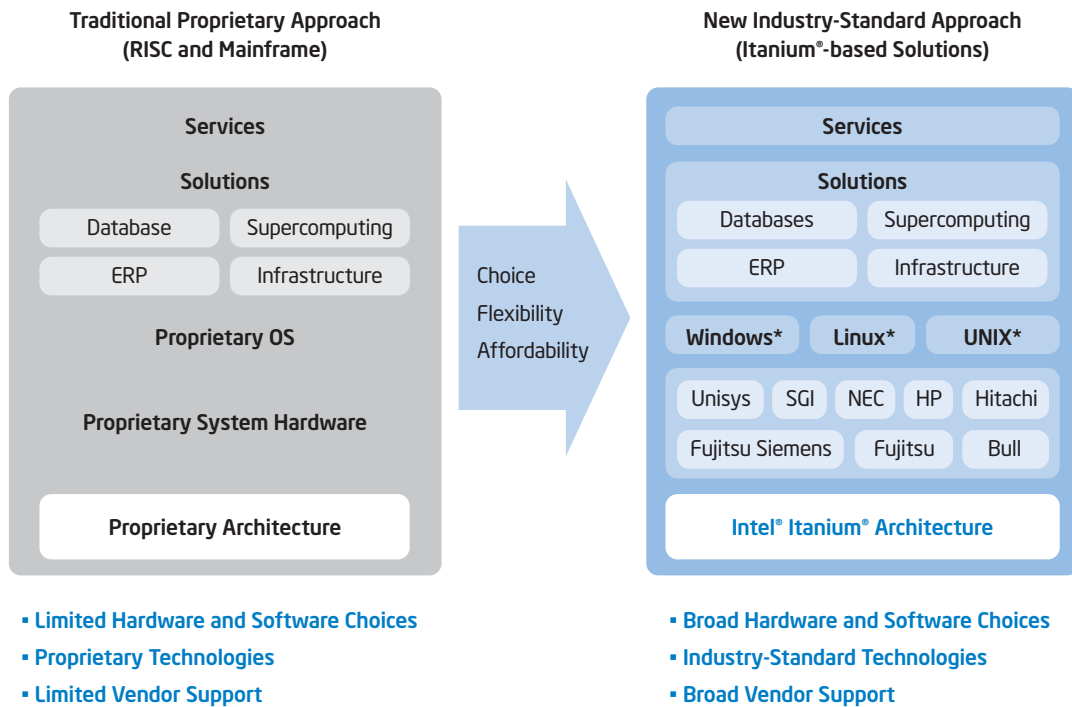 Traditional Proprietary Approach
(RISC and Mainframe)
Services
Solutions
Database
Supercomputing
ERP
Infrastructure
Proprietary OS
Proprietary System Hardware
Proprietary Architecture
▪ Limited Hardware and Software Choices
▪ Proprietary Technologies
▪ Limited Vendor Support
Choice
Flexibility
Affordability
New Industry-Standard Approach
(Itanium®-based Solutions)
Services
Solutions
Databases
Supercomputing
ERP
Infrastructure
Windows*
Linux*
UNIX*
Unisys
SGI
NEC
HP
Hitachi
Fujitsu Siemens
Fujitsu
Bull
Intel® Itanium® Architecture
▪ Broad Hardware and Software Choices
▪ Industry-Standard Technologies
▪ Broad Vendor Support